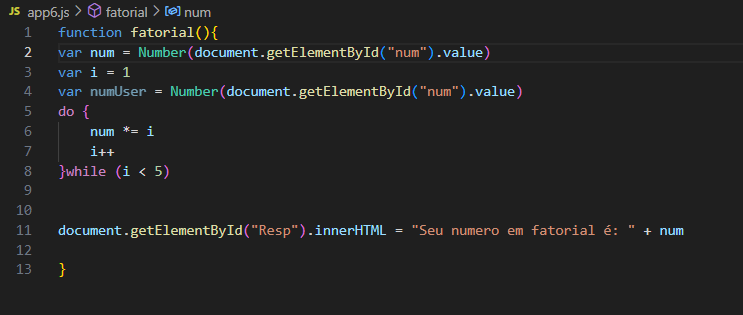 JS app6.js > fatorial > num
1 function fatorial(){
2 var num = Number(document.getElementById("num").value)
3 var i = 1
4 var numUser = Number(document.getElementById("num").value)
5 do {
6     num *= i
7     i++
8 }while (i < 5)
9
10
11 document.getElementById("Resp").innerHTML = "Seu numero em fatorial é: " + num
12
13 }